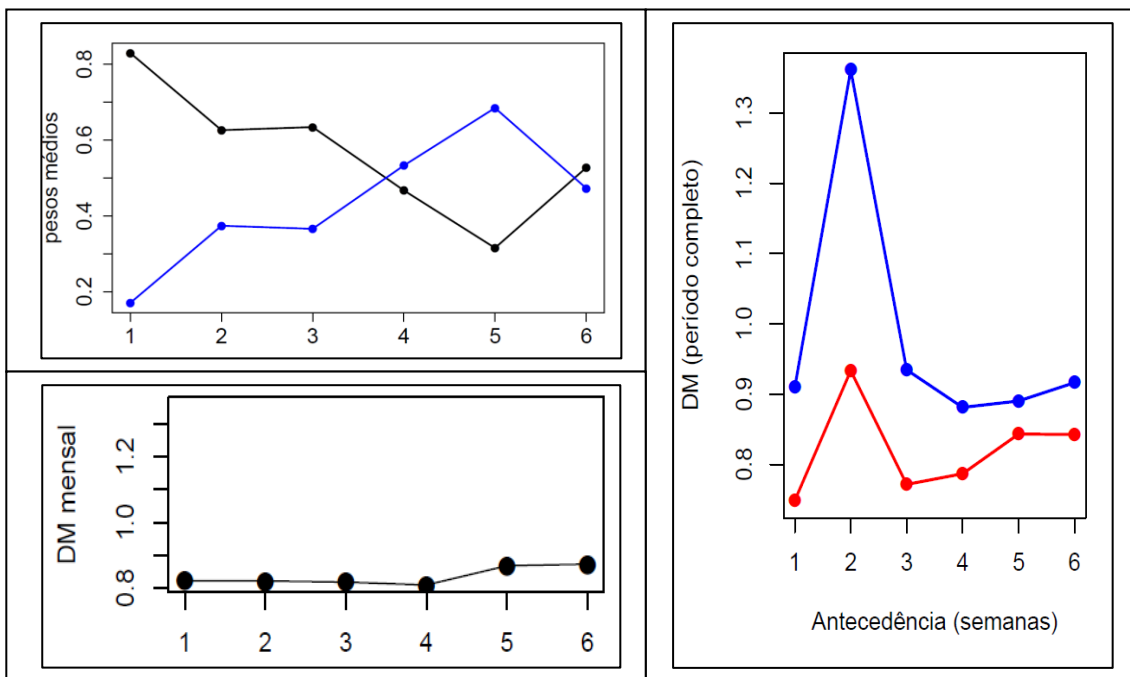 pesos médios
0.8
0.6
0.4
0.2
1 2 3 4 5 6
DM mensal
1.2
1.0
0.8
1 2 3 4 5 6
DM (período completo)
1.3
1.2
1.1
1.0
0.9
0.8
1 2 3 4 5 6
Antecedência (semanas)